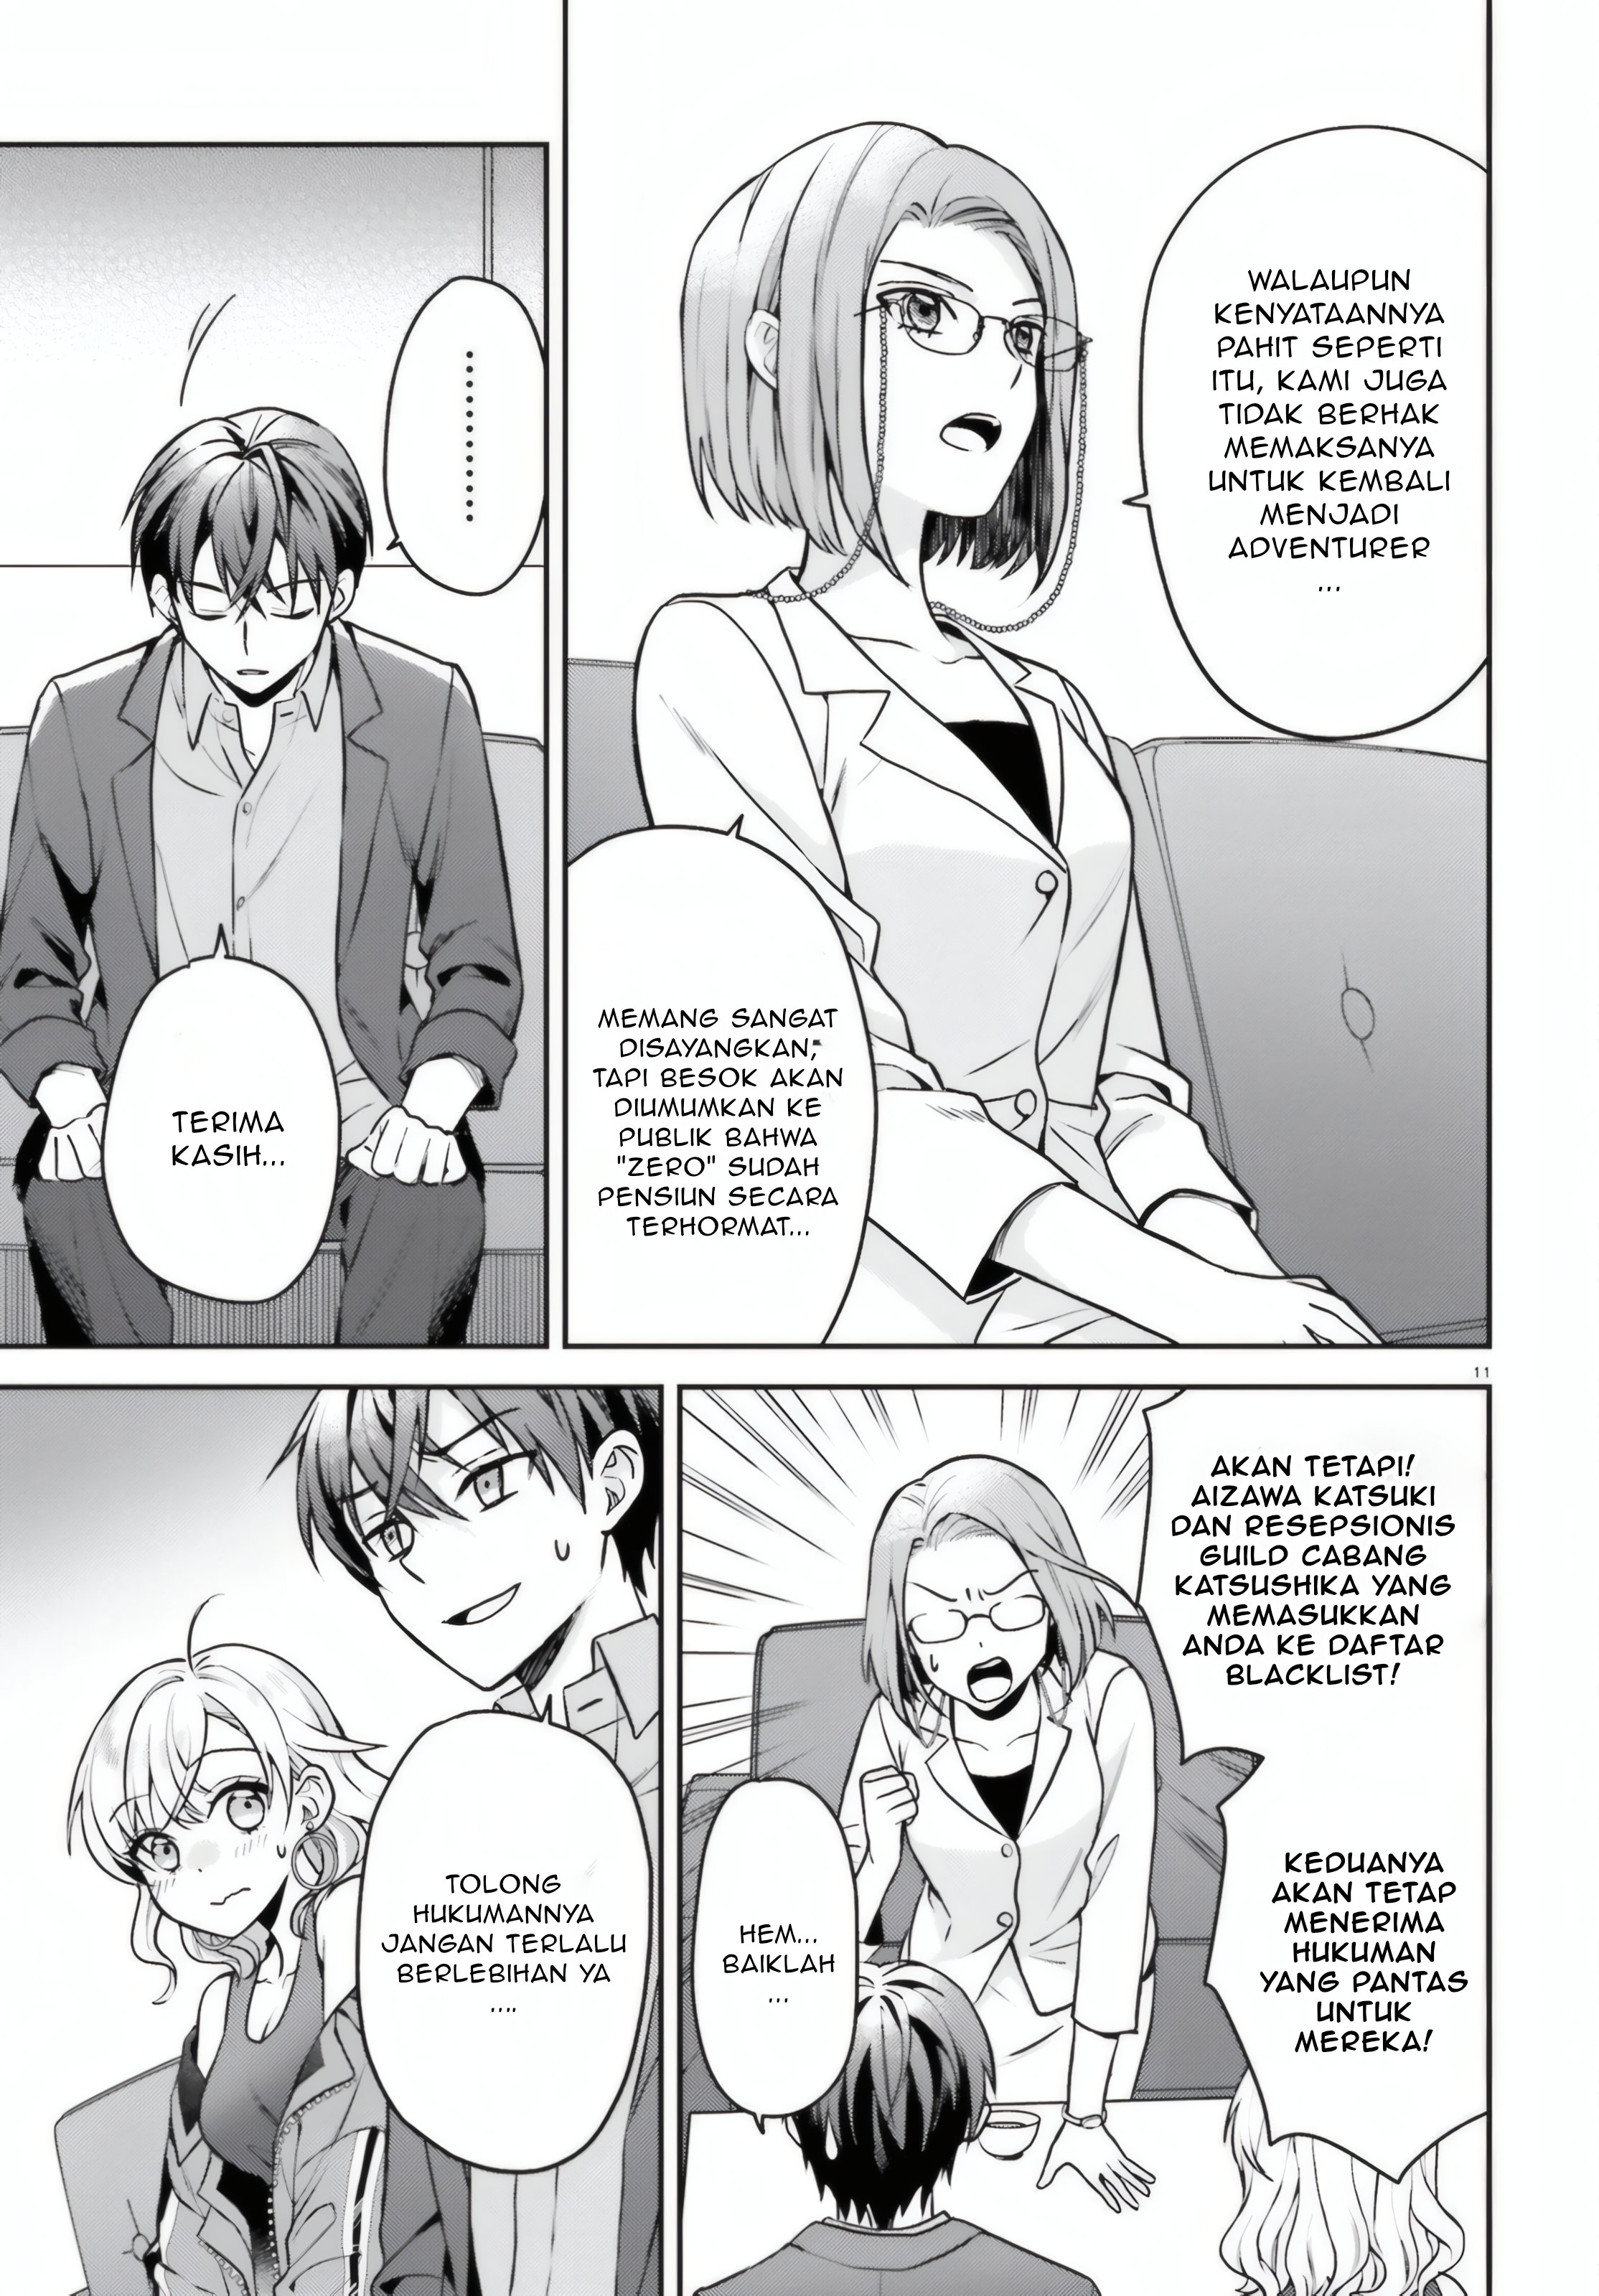 WALAUPUN
KENYATAANNYA
PAHIT SEPERTI
ITU, KAMI JUGA
TIDAK BERHAK
MEMAKSANYA
UNTUK KEMBALI
MENJADI
ADVENTURER
...
MEMANG SANGAT
DISAYANGKAN,
TAPI BESOK AKAN
DIUMUMKAN KE
PUBLIK BAHWA
"ZERO" SUDAH
PENSIUN SECARA
TERHORMAT...
..........
TERIMA
KASIH...
11
AKAN TETAPI!
AIZAWA KATSUKI
DAN RESEPSIONIS
GUILD CABANG
KATSUSHIKA YANG
MEMASUKKAN
ANDA KE DAFTAR
BLACKLIST!
KEDUANYA
AKAN TETAP
MENERIMA
HUKUMAN
YANG PANTAS
UNTUK
MEREKA!
HEM...
BAIKLAH
...
TOLONG
HUKUMANNYA
JANGAN TERLALU
BERLEBIHAN YA
....